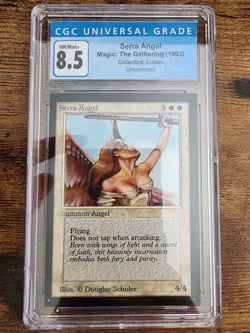 CGC UNIVERSAL GRADE
NM/Mint+
8.5
Serra Angel
Magic: The Gathering (1993)
Collectors' Edition
Uncommon
Serra Angel
3
Summon Angel
Flying
Does not tap when attacking.
Born with wings of light and a sword
of faith, this heavenly incarnation
embodies both fury and purity.
Illus. © Douglas Schuler
4/4